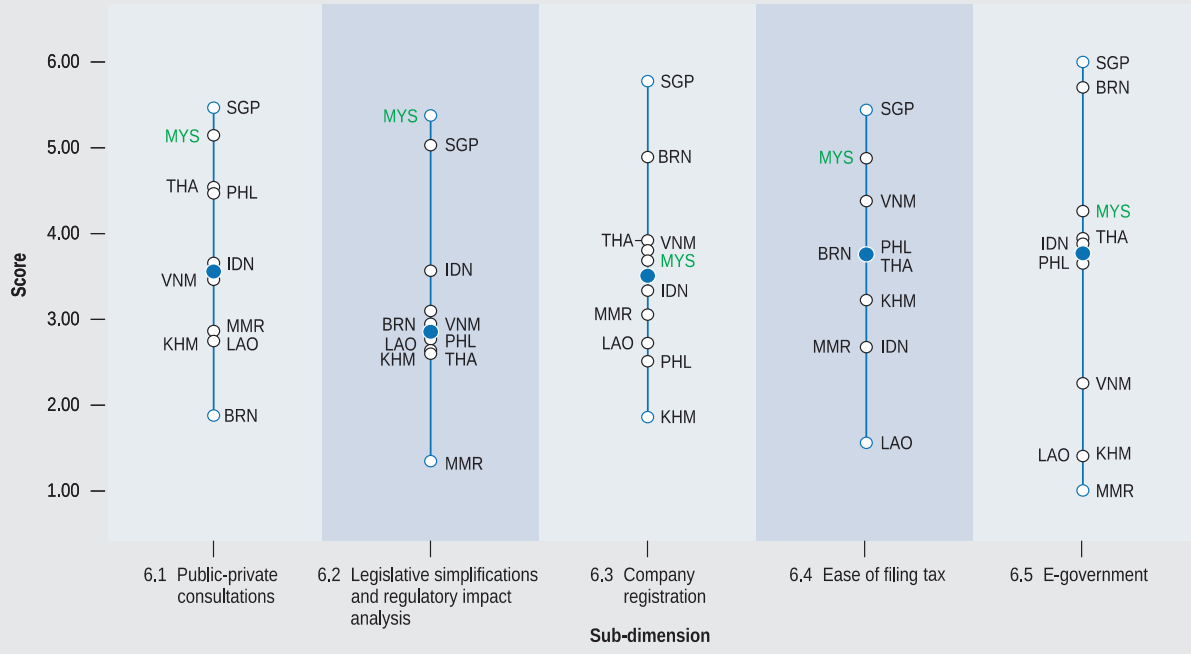 Score
6.00
5.00
4.00
3.00
2.00
1.00
SGP
MYS
THA
PHL
IDN
VNM
MMR
KHM
LAO
BRN
MYS
SGP
IDN
BRN
VNM
LAO
PHL
KHM
THA
MMR
SGP
BRN
THA
VNM
MYS
IDN
MMR
LAO
PHL
KHM
SGP
MYS
VNM
BRN
PHL
THA
KHM
MMR
IDN
LAO
SGP
BRN
MYS
THA
IDN
PHL
VNM
LAO
KHM
MMR
6.1 Public-private
consultations
6.2 Legislative simplifications
and regulatory impact
analysis
6.3 Company
registration
6.4 Ease of filing tax
6.5 E-government
Sub-dimension